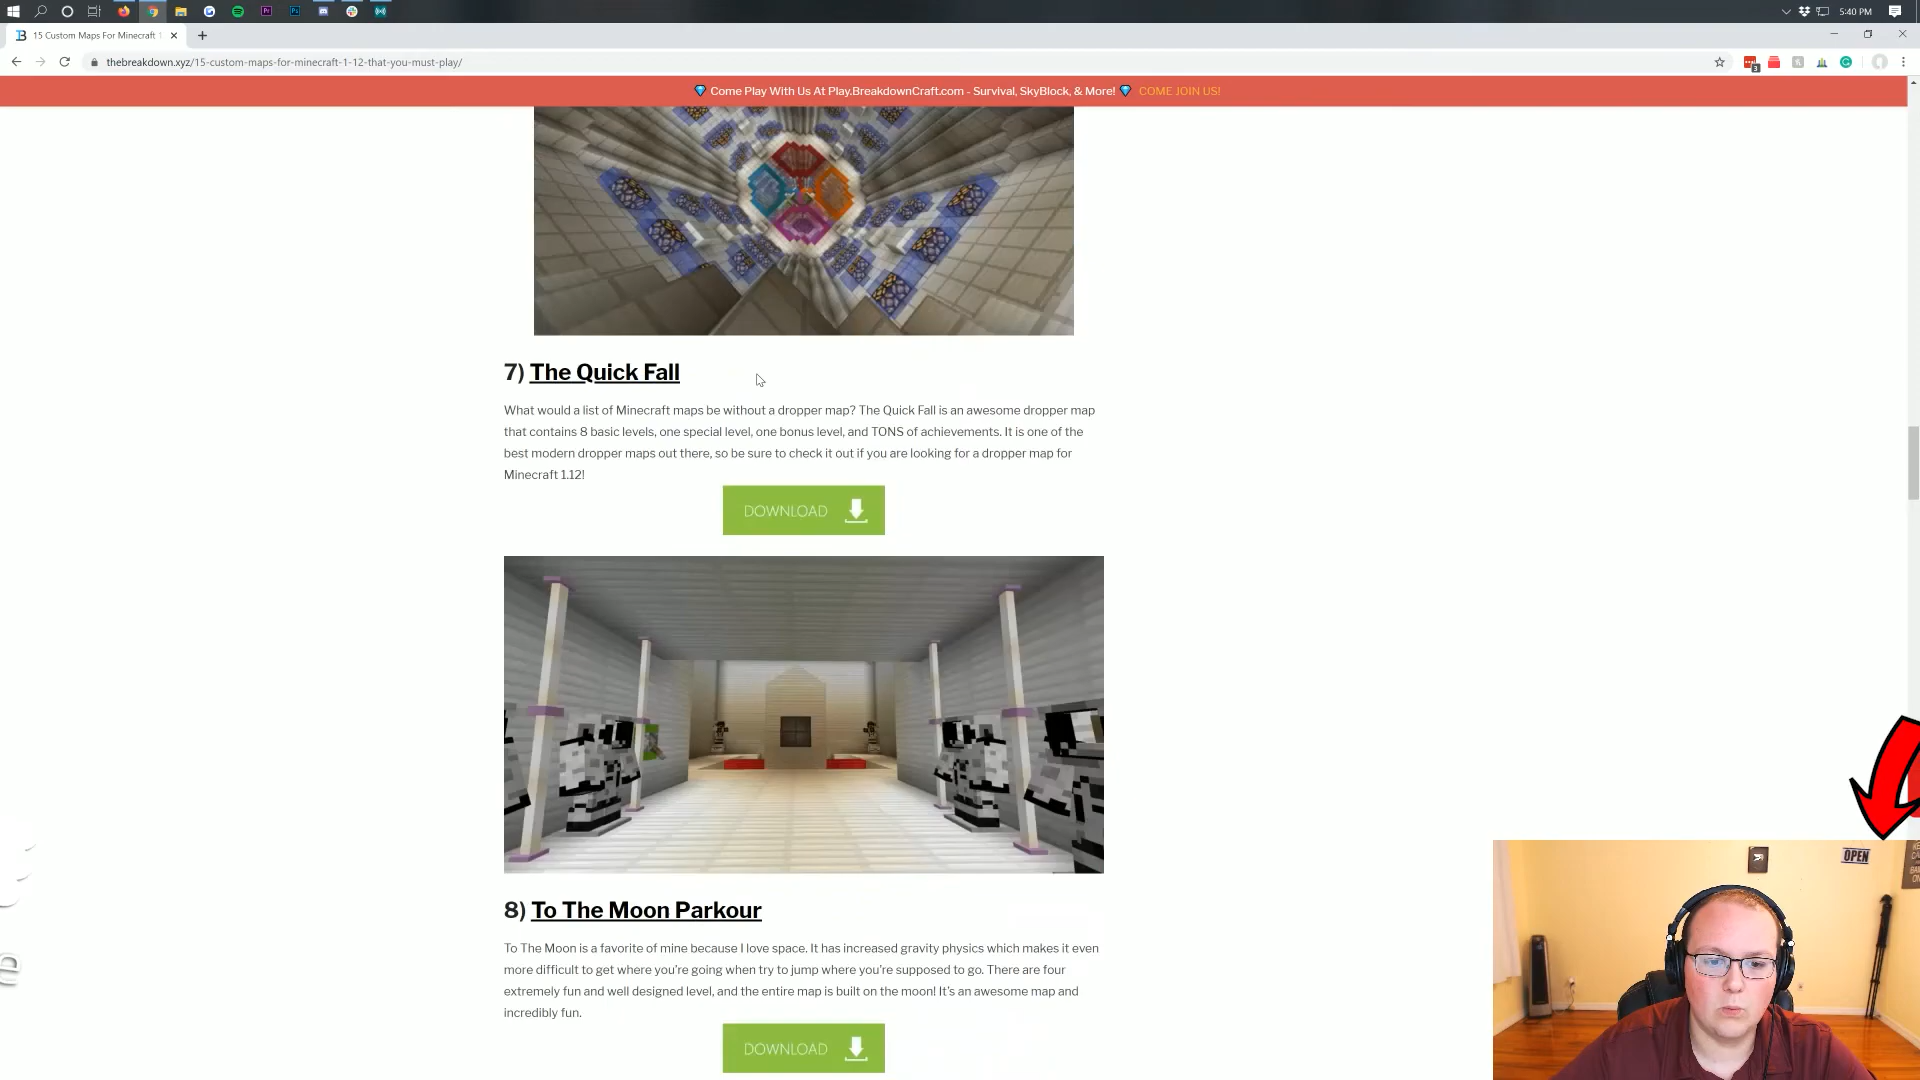 5:40 PM
15 Custom Maps For Minecraft 1
thebreakdown.xyz/15-custom-maps-for-minecraft-1-12-that-you-must-play/
3
Come Play With Us At Play.BreakdownCraft.com - Survival, SkyBlock, & More! COME JOIN US!
7) The Quick Fall
What would a list of Minecraft maps be without a dropper map? The Quick Fall is an awesome dropper map
that contains 8 basic levels, one special level, one bonus level, and TONS of achievements. It is one of the
best modern dropper maps out there, so be sure to check it out if you are looking for a dropper map for
Minecraft 1.12!
DOWNLOAD
8) To The Moon Parkour
To The Moon is a favorite of mine because I love space. It has increased gravity physics which makes it even
more difficult to get where you're going when try to jump where you're supposed to go. There are four
extremely fun and well designed level, and the entire map is built on the moon! It's an awesome map and
incredibly fun.
DOWNLOAD
OPEN